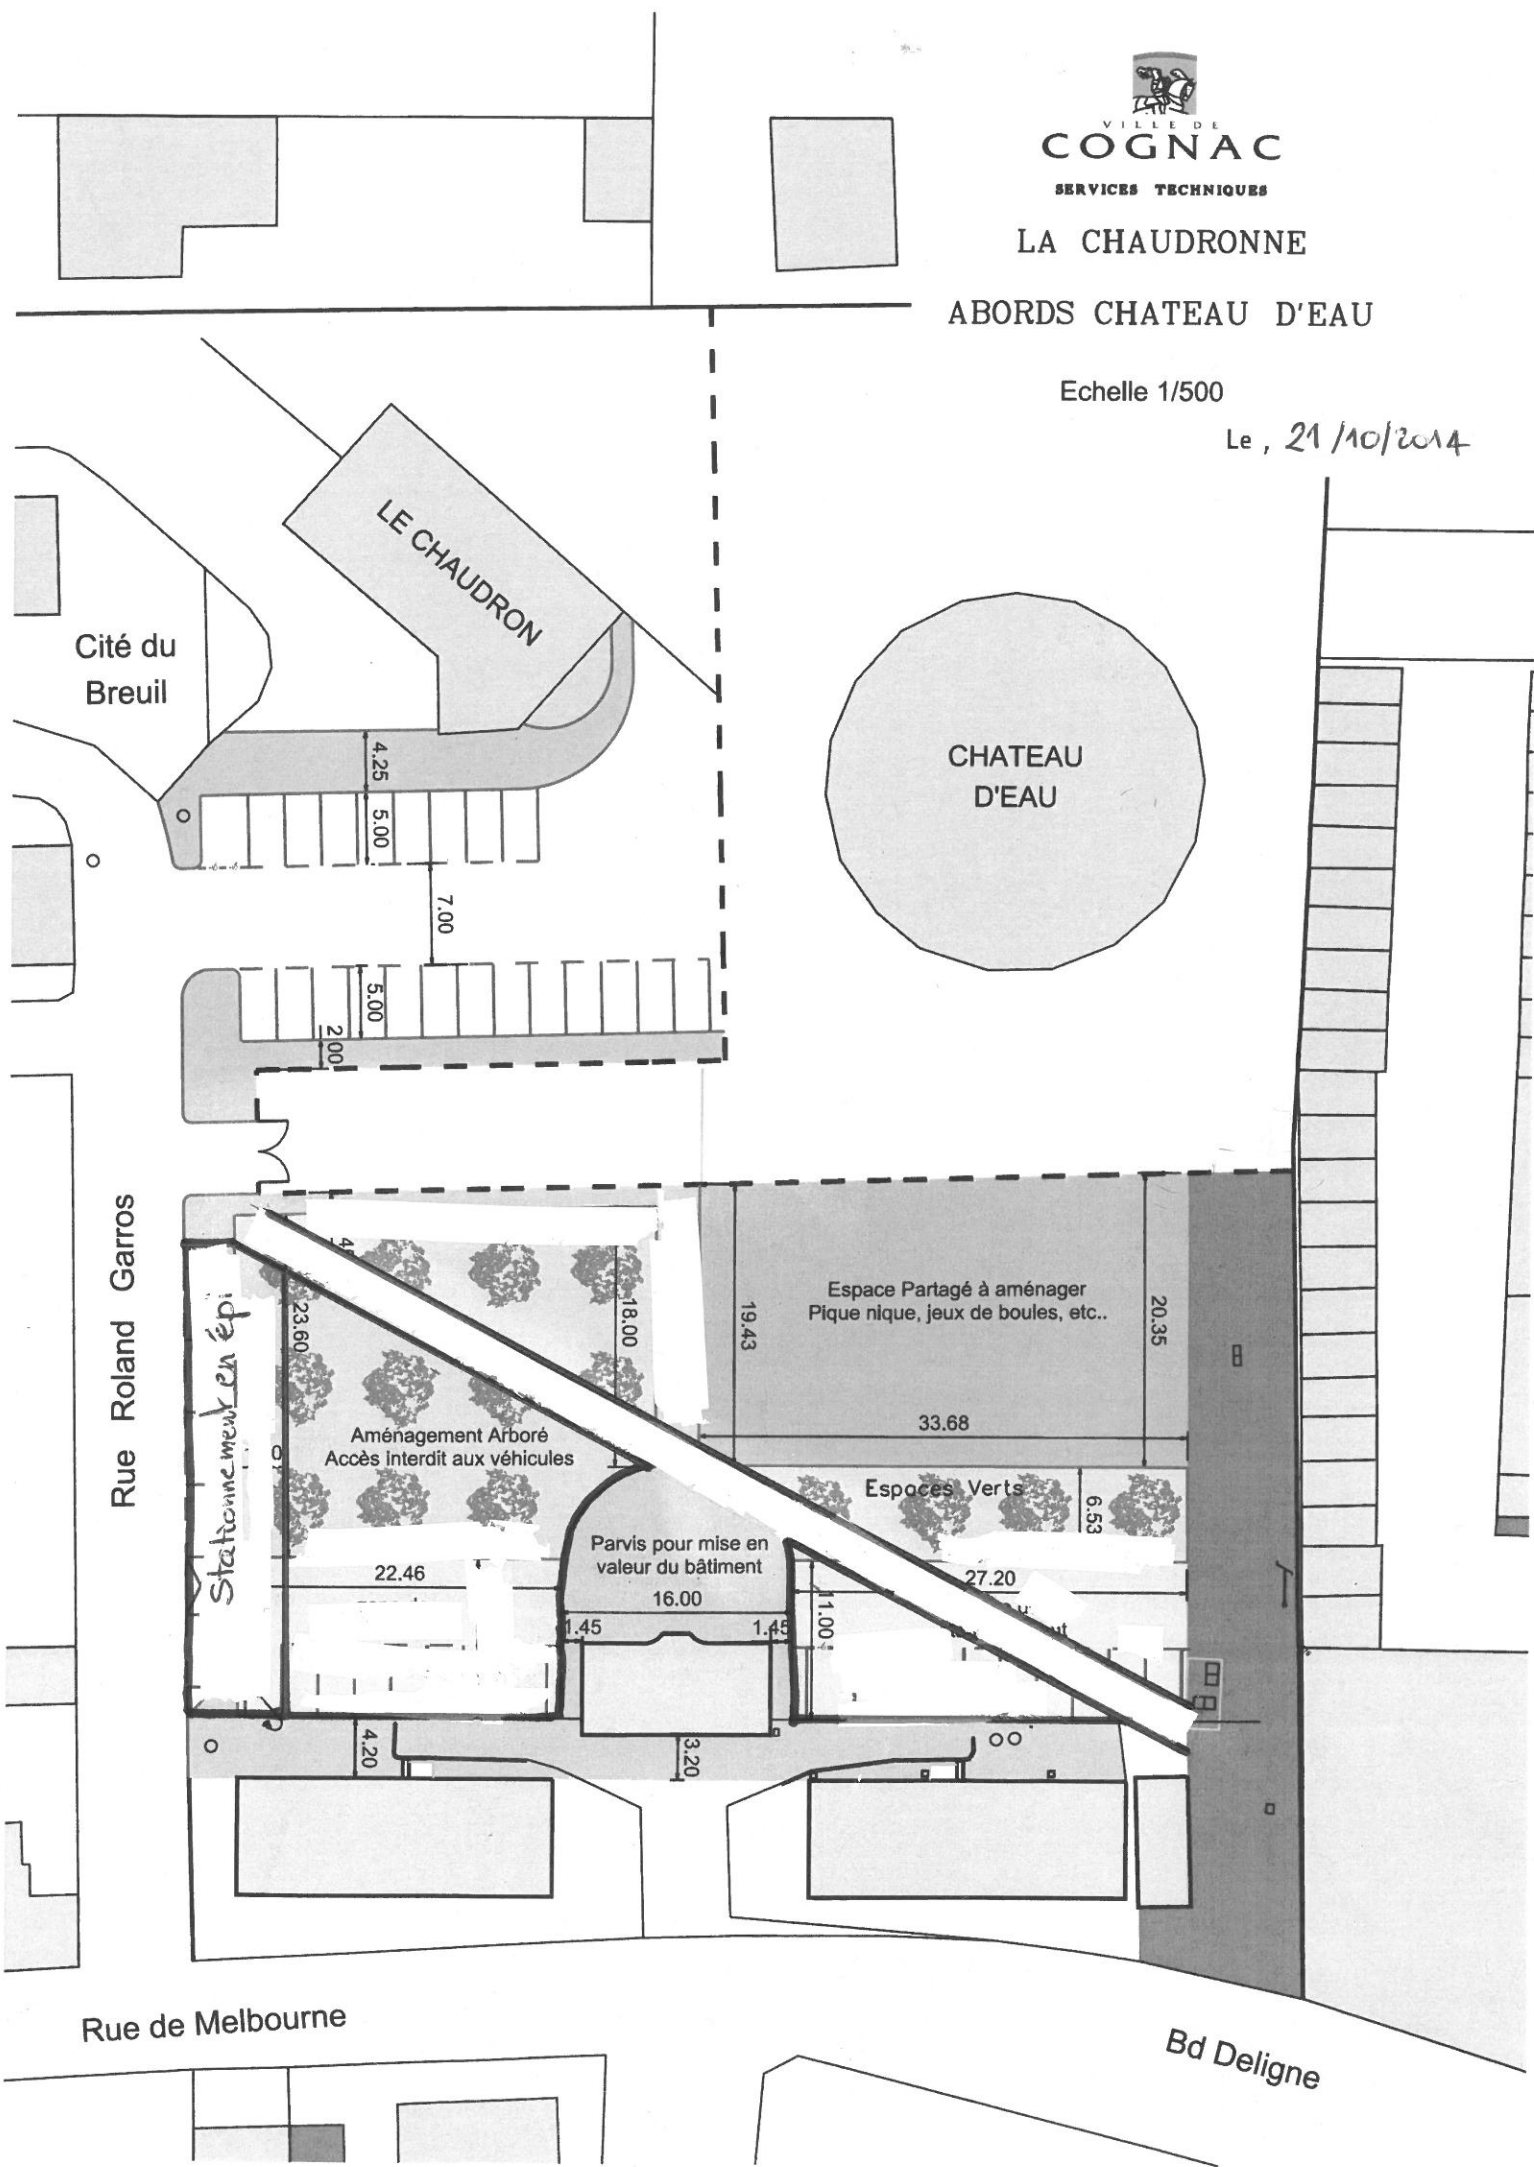 VILLE DE
COGNAC
SERVICES TECHNIQUES
LA CHAUDRONNE
ABORDS CHATEAU D'EAU
Echelle 1/500
Le , 21/10/2014
LE CHAUDRON
Cité du
Breuil
CHATEAU
D'EAU
4.25
5.00
7.00
5.00
2.00
Rue Roland Garros
Stationnement en épi
23.60
18.00
19.43
Espace Partagé à aménager
Pique nique, jeux de boules, etc..
20.35
33.68
Aménagement Arboré
Accès interdit aux véhicules
Espaces Verts
6.53
Parvis pour mise en
valeur du bâtiment
22.46
16.00
27.20
1.45
1.45
11.00
4.20
3.20
Rue de Melbourne
Bd Deligne